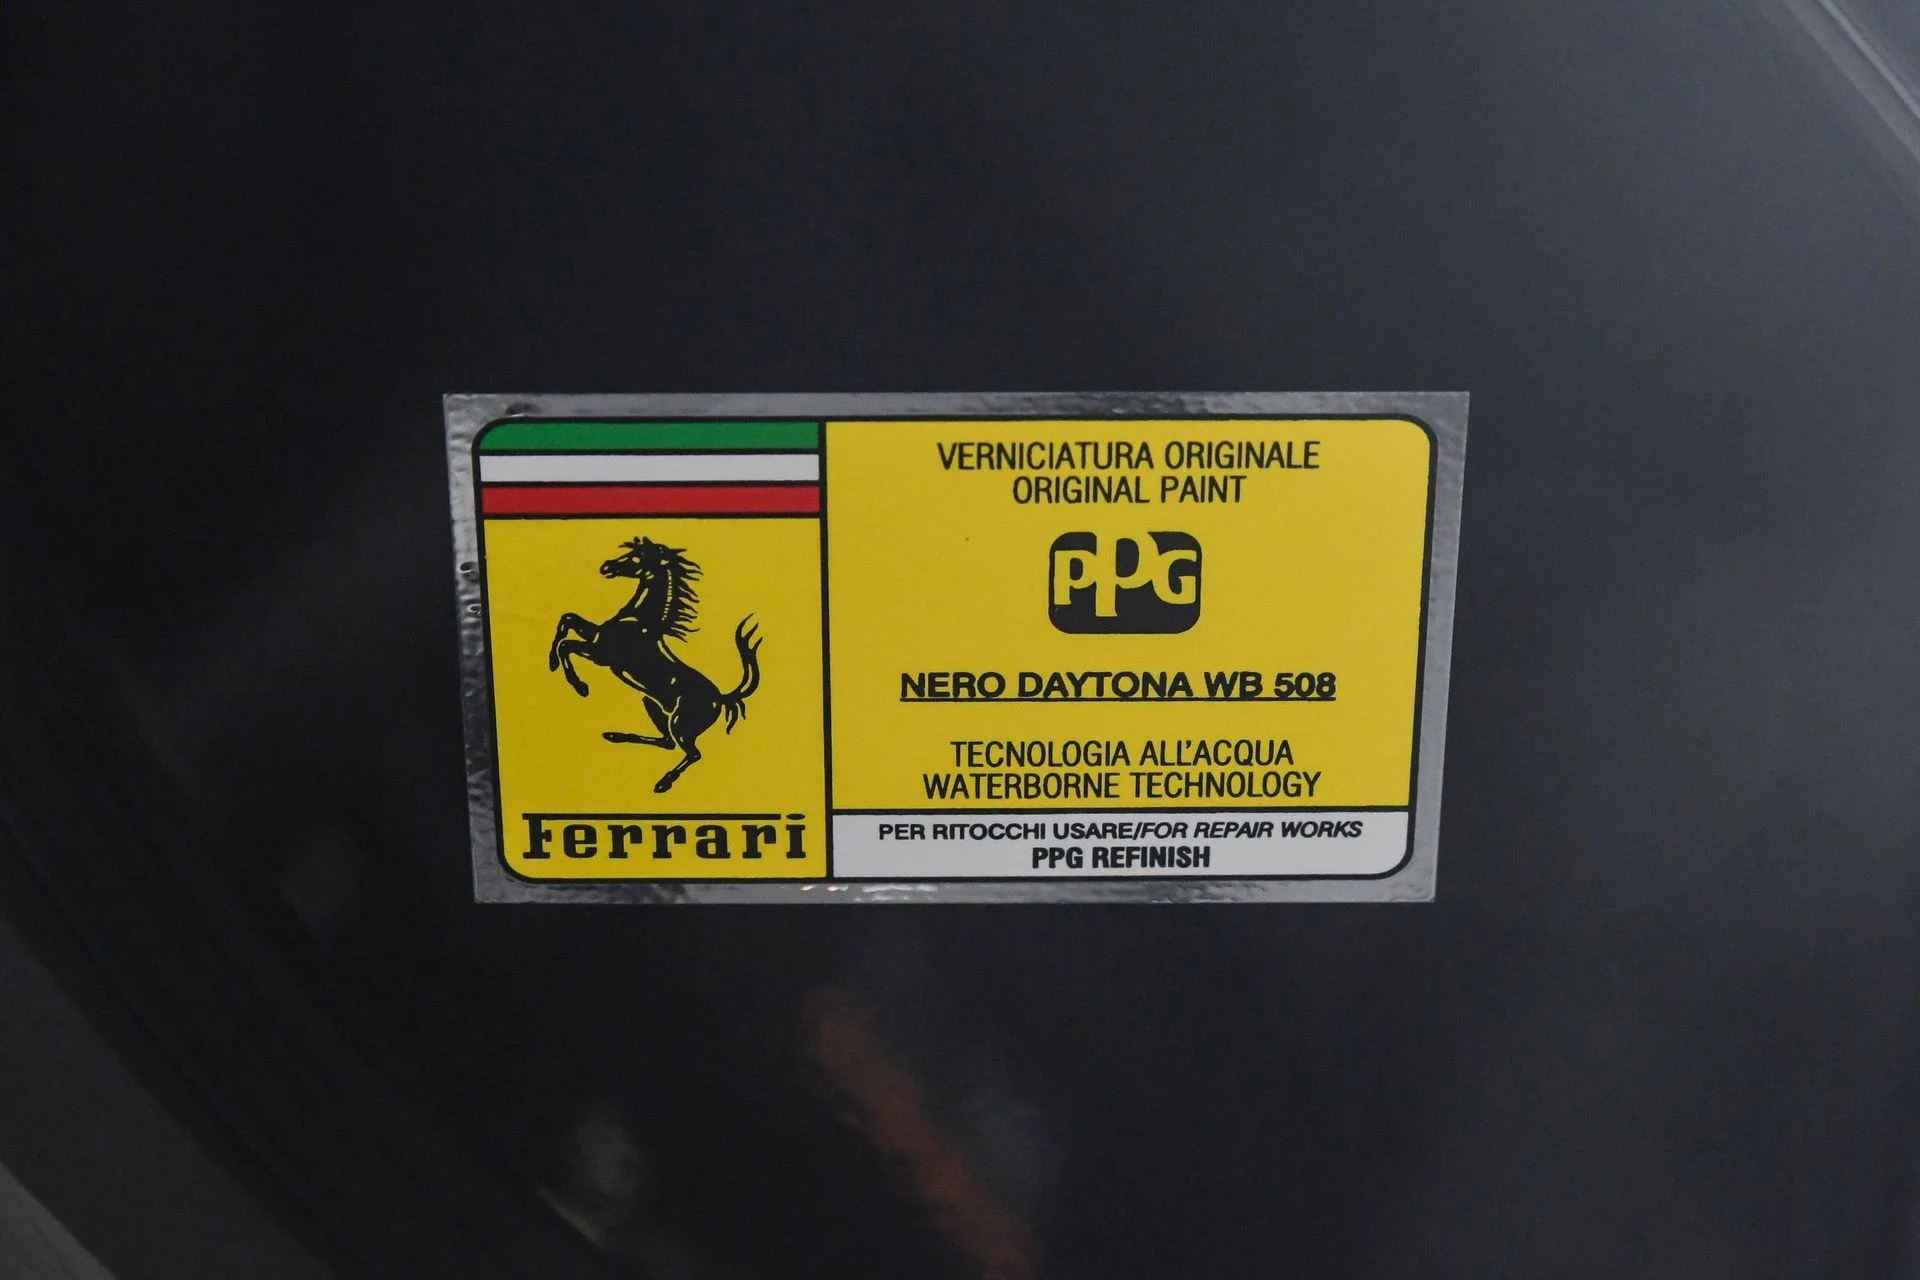 Ferrari
VERNICIATURA ORIGINALE
ORIGINAL PAINT
PPG
NERO DAYTONA WB 508
TECNOLOGIA ALL'ACQUA
WATERBORNE TECHNOLOGY
PER RITOCCHI USARE/FOR REPAIR WORKS
PPG REFINISH